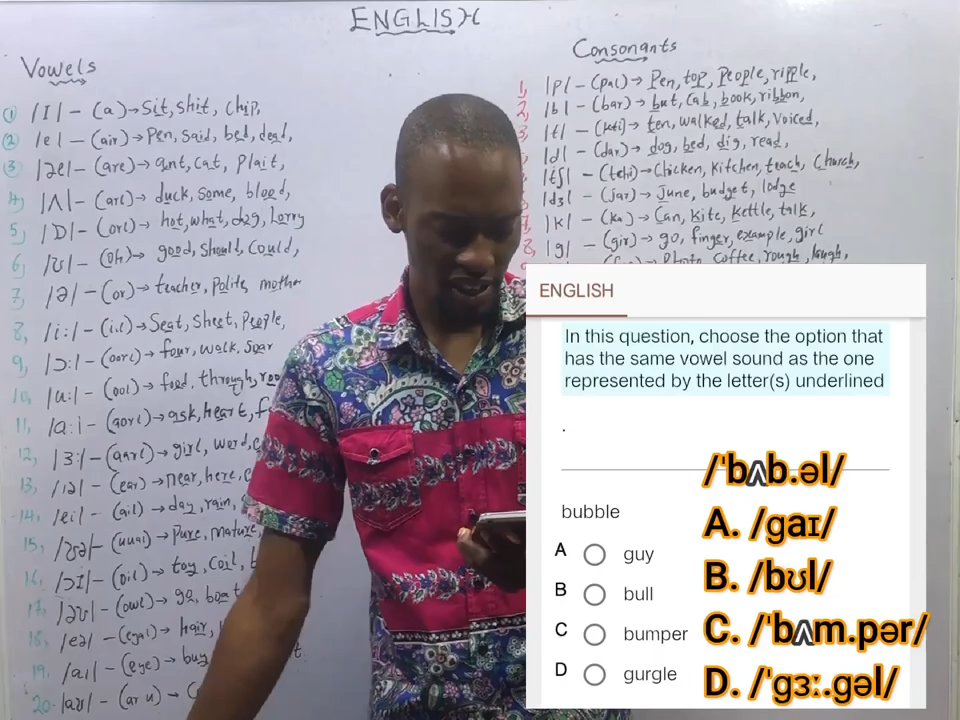 ENGLISH
Vowels
1 /I/ - (a) → Sit, shit, chip,
2 /e/ - (air) → Pen, said, bed, dead,
3 /æ/ - (are) → ant, cat, plait,
4, /ʌ/ - (arl) → duck, some, blood,
5, /ɒ/ - (orl) → hot, what, dog, Lorry
6, /ʊ/ - (oh) → good, should, could,
7, /ə/ - (or) → teacher, polite, mother
8, /i:/ - (i.i) → Seat, Sheet, People,
9, /ɔ:/ - (oorl) → four, walk, soar
10, /u:/ - (ool) → food, through,
11, /a:/ - (aorl) → ask, heart,
12, /ɜ:/ - (aarl) → girl, word,
13, /ɪə/ - (ear) → near, here,
14, /ei/ - (ail) → day, rain,
15, /ʊə/ - (uuai) → Pure, mature,
16, /ɔɪ/ - (oil) → toy, coil,
17, /əʊ/ - (owl) → go, boat
18, /eə/ - (eyal) → hair,
19, /aɪ/ - (eye) → buy
20. /aʊ/ - (ar u) →
Consonants
1, /p/ - (pal) → Pen, top, People, ripple,
2, /b/ - (bar) → but, cab, book, ribbon,
3 /t/ - → ten, walked, talk, voiced,
/d/ - (dar) → dog, bed, dig, read,
/tʃ/ - (tchi) → Chicken, Kitchen, teach, Church,
/dʒ/ - (jar) → June, budget, lodge
/k/ - (ka) → Can, kite, kettle, talk,
8, /g/ - (gir) → go, finger, example, girl
Photo, coffee, rough, laugh,
ENGLISH
In this question, choose the option that
has the same vowel sound as the one
represented by the letter(s) underlined
.
/ˈbʌb.əl/
bubble
A guy A. /gaɪ/
B bull B. /bʊl/
C bumper C. /ˈbʌm.pər/
D gurgle D. /ˈgɜː.gəl/